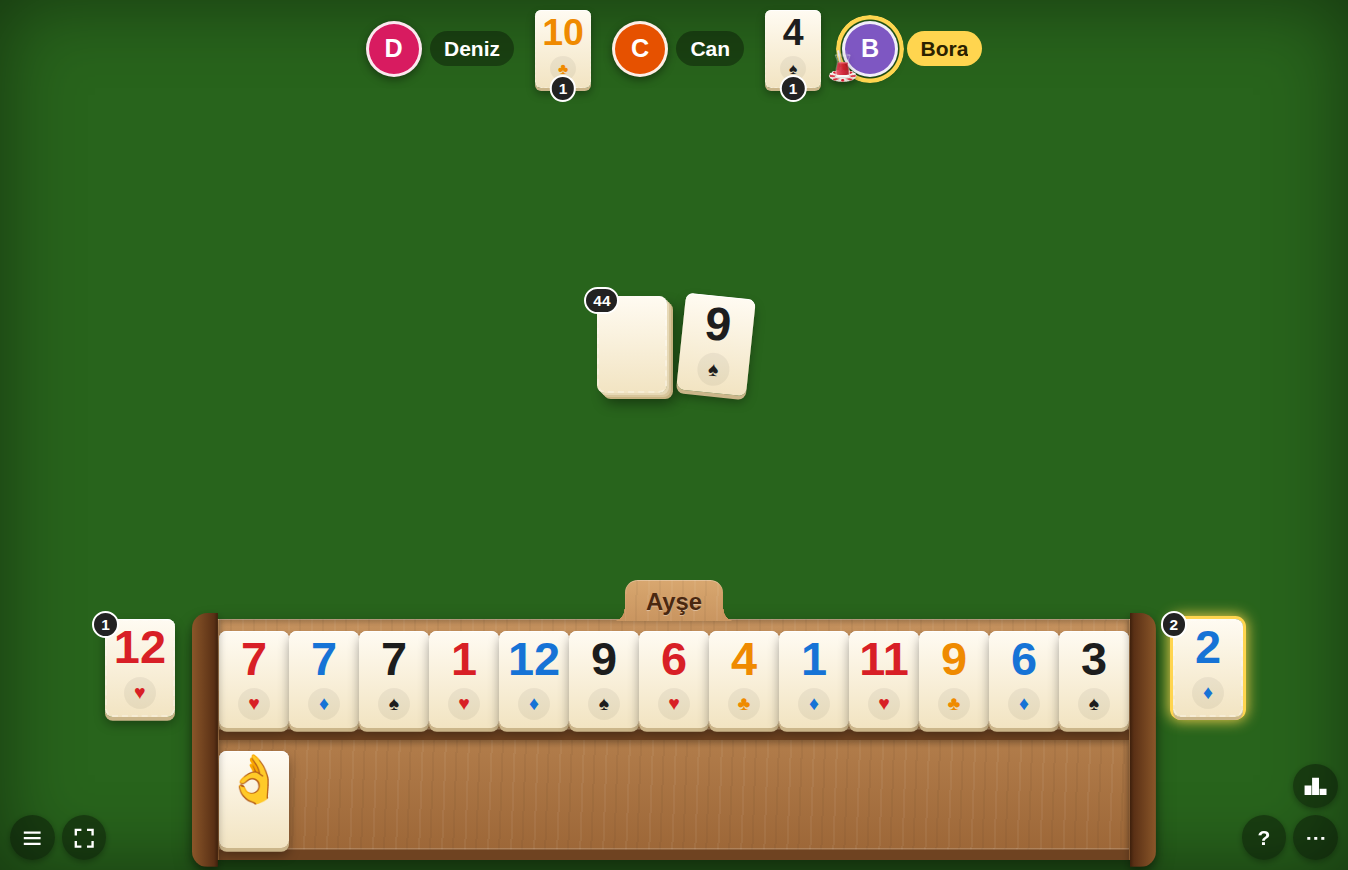 D Deniz 10 ♣ 1 C Can 4 ♠ 1 B Bora
44 9 ♠
Ayşe
1 12 ♥
7 ♥ 7 ♦ 7 ♠ 1 ♥ 12 ♦ 9 ♠ 6 ♥ 4 ♣ 1 ♦ 11 ♥ 9 ♣ 6 ♦ 3 ♠
2 2 ♦
?